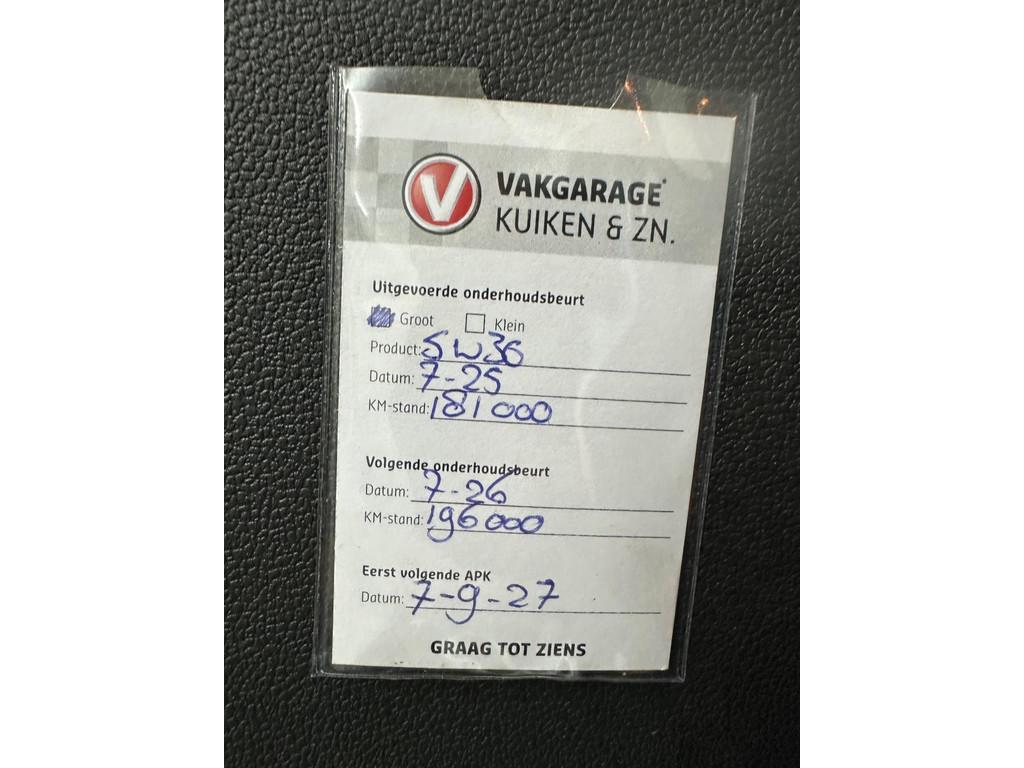 V VAKGARAGE
KUIKEN & ZN.
Uitgevoerde onderhoudsbeurt
Groot Klein
Product: 5W30
Datum: 7-25
KM-stand: 181000
Volgende onderhoudsbeurt
Datum: 7-26
KM-stand: 196000
Eerst volgende APK
Datum: 7-9-27
GRAAG TOT ZIENS